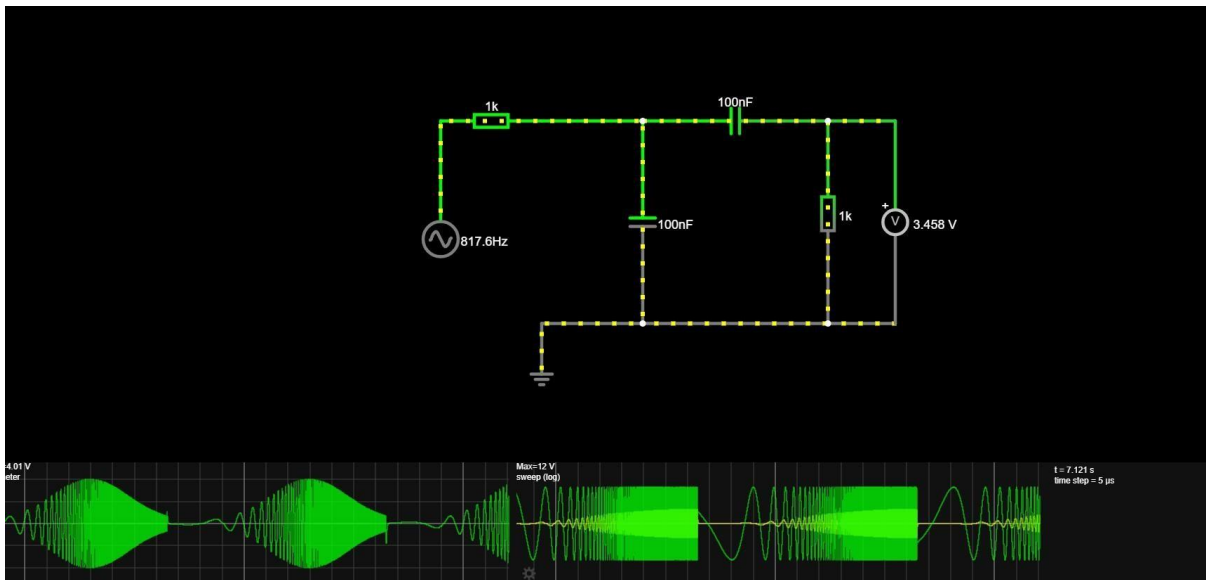 100nF
1k
100nF
1k
+
V
3.458 V
817.6Hz
=4.01 V
eter
Max=12 V
sweep (log)
t = 7.121 s
time step = 5 µs